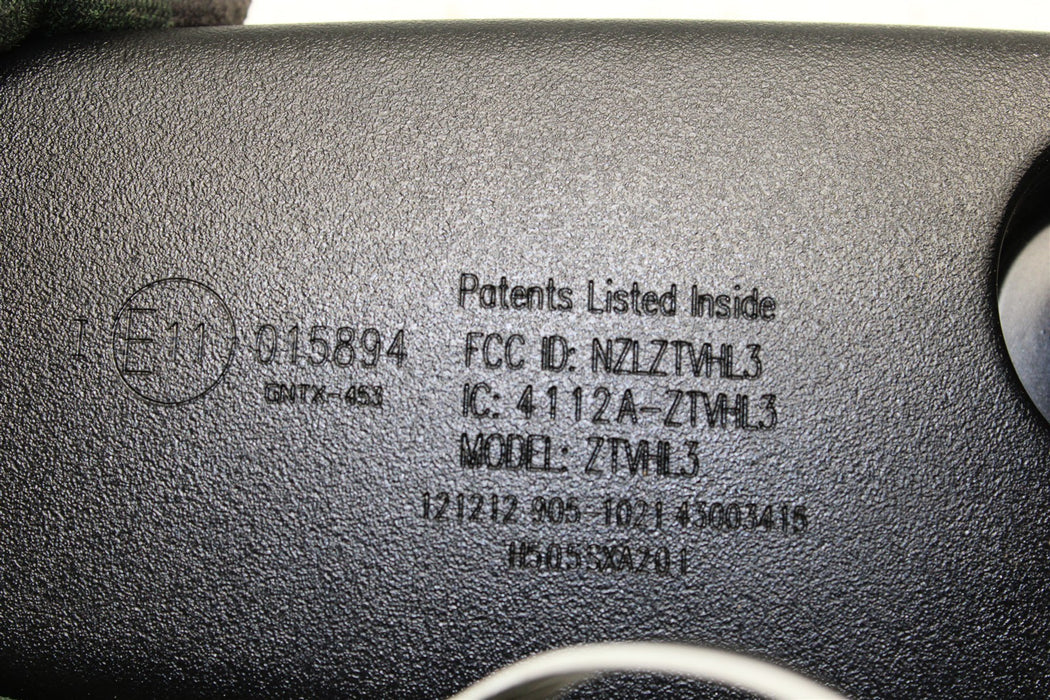 I E11 015894
GNTX-453
Patents Listed Inside
FCC ID: NZLZTVHL3
IC: 4112A-ZTVHL3
MODEL: ZTVHL3
121212 905-1021 43003415
H505SXA201